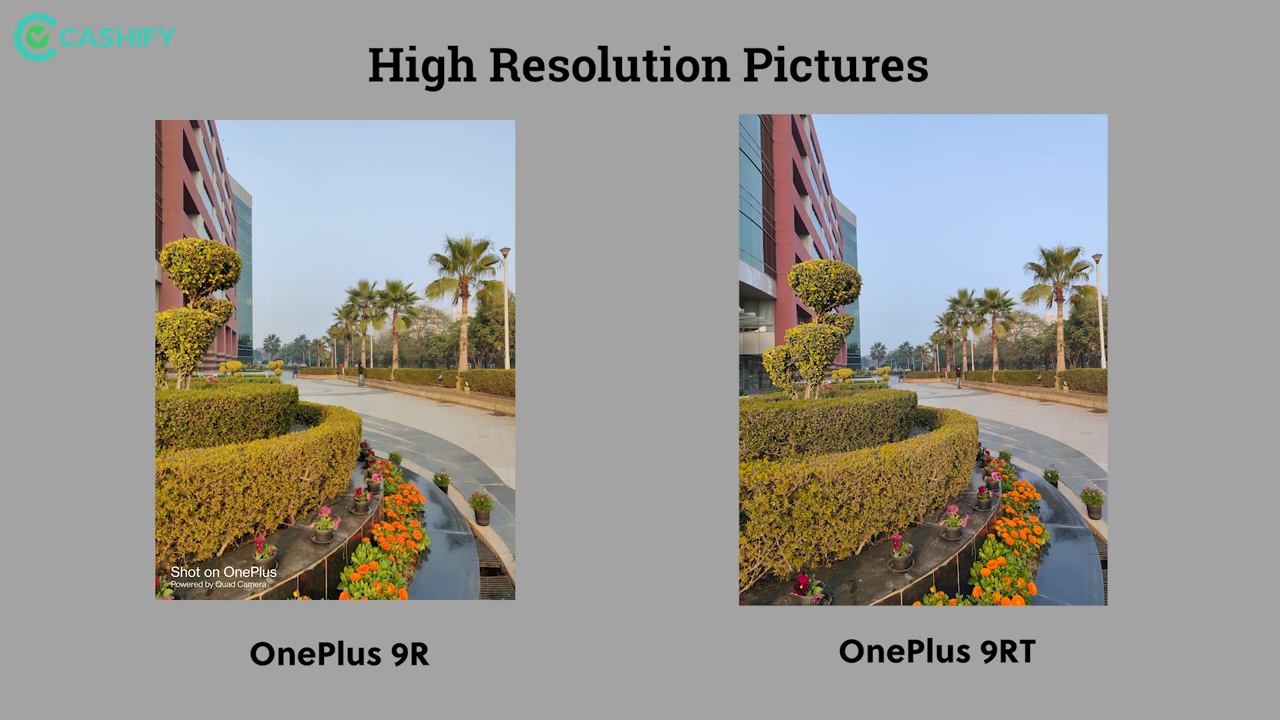 CASHIFY
High Resolution Pictures
Shot on OnePlus
Powered by Quad Camera
OnePlus 9R
OnePlus 9RT